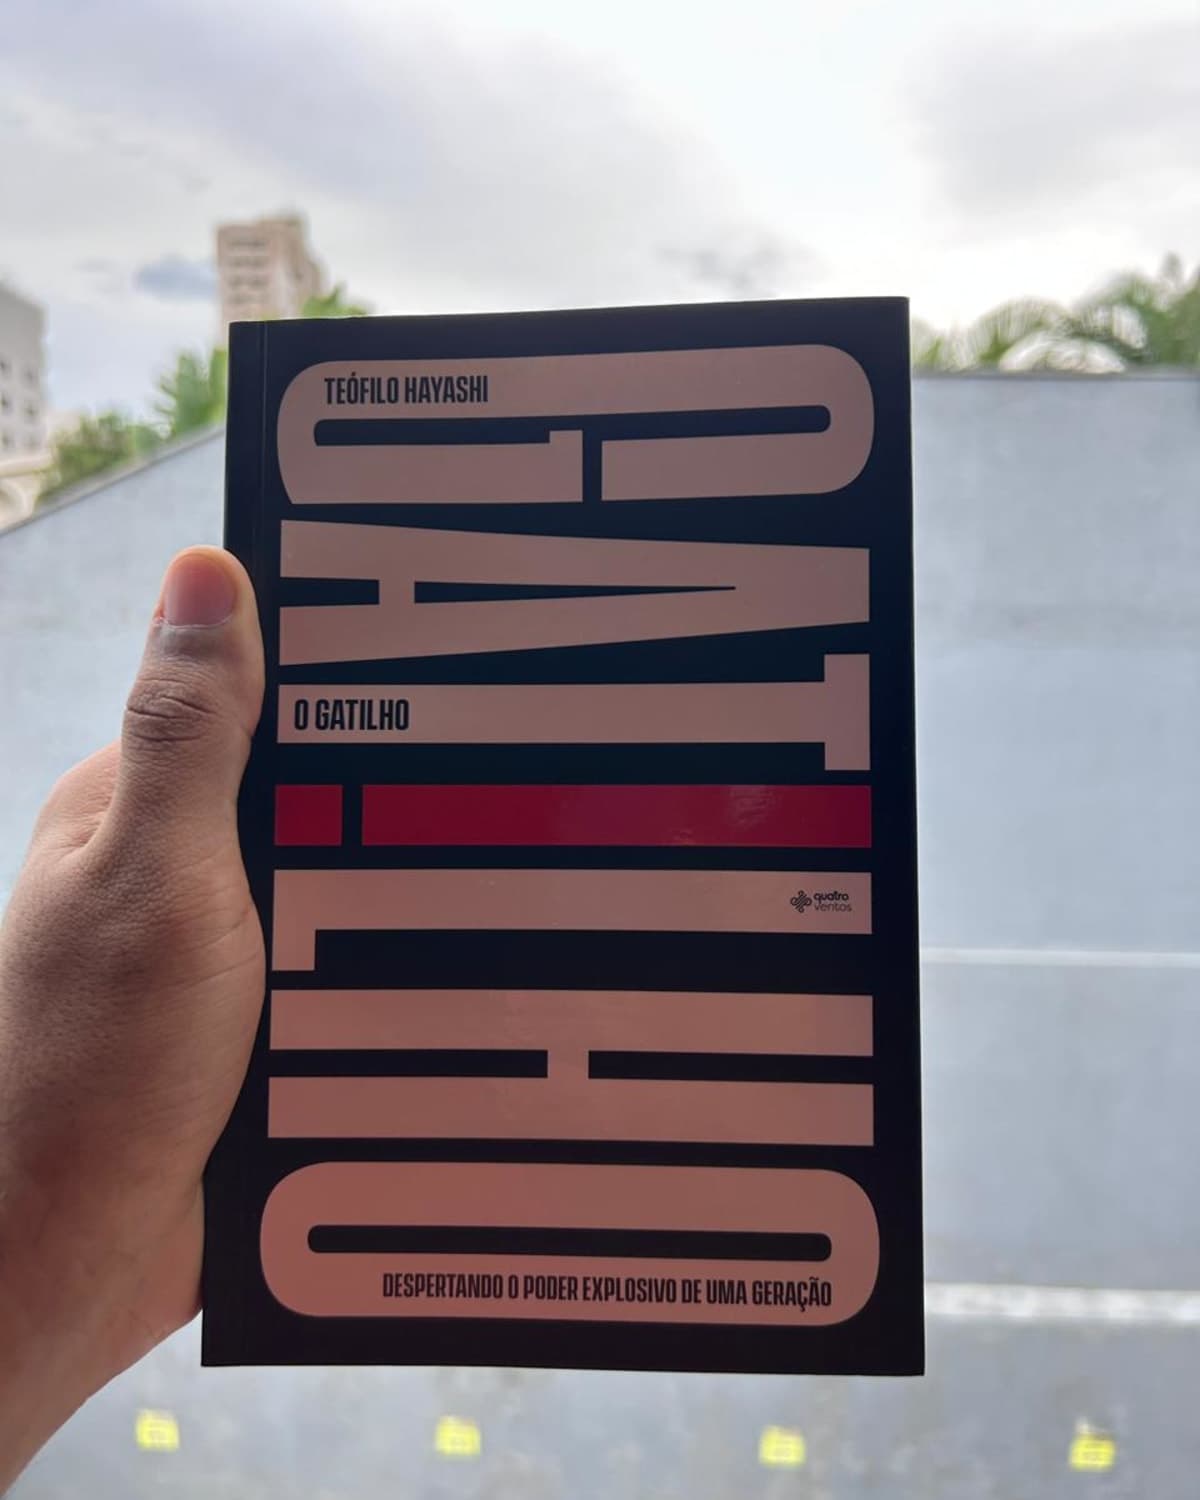 TEÓFILO HAYASHI
GATiLHO
O GATILHO
quatro
ventos
DESPERTANDO O PODER EXPLOSIVO DE UMA GERAÇÃO